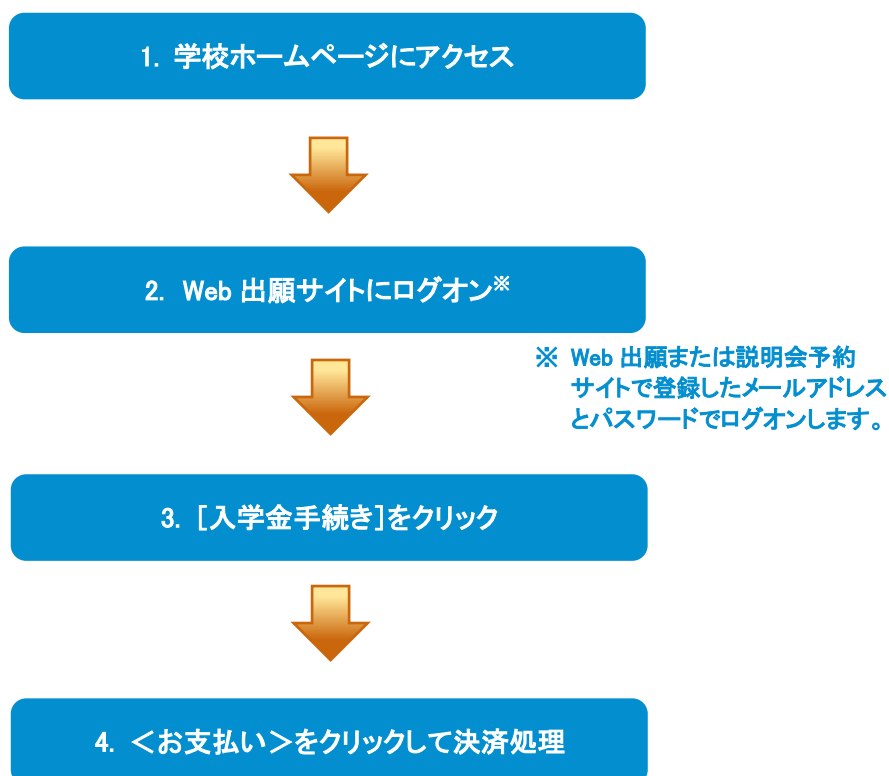 1. 学校ホームページにアクセス
2. Web 出願サイトにログオン※
※ Web 出願または説明会予約
サイトで登録したメールアドレス
とパスワードでログオンします。
3. [入学金手続き]をクリック
4. ＜お支払い＞をクリックして決済処理